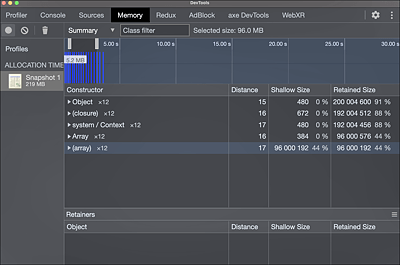 DevTools
Profiler Console Sources Memory Redux AdBlock axe DevTools WebXR
Summary Class filter Selected size: 96.0 MB
Profiles
5.00 s 10.00 s 15.00 s 20.00 s 25.00 s 30.00 s
5.2 MB
ALLOCATION TIME
Snapshot 1
219 MB
Constructor Distance Shallow Size Retained Size
Object ×12 15 480 0 % 200 004 600 91 %
(closure) ×12 16 672 0 % 192 004 512 88 %
system / Context ×12 17 480 0 % 192 004 456 88 %
Array ×12 16 384 0 % 96 000 576 44 %
(array) ×12 17 96 000 192 44 % 96 000 192 44 %
Retainers
Object Distance Shallow Size Retained Size